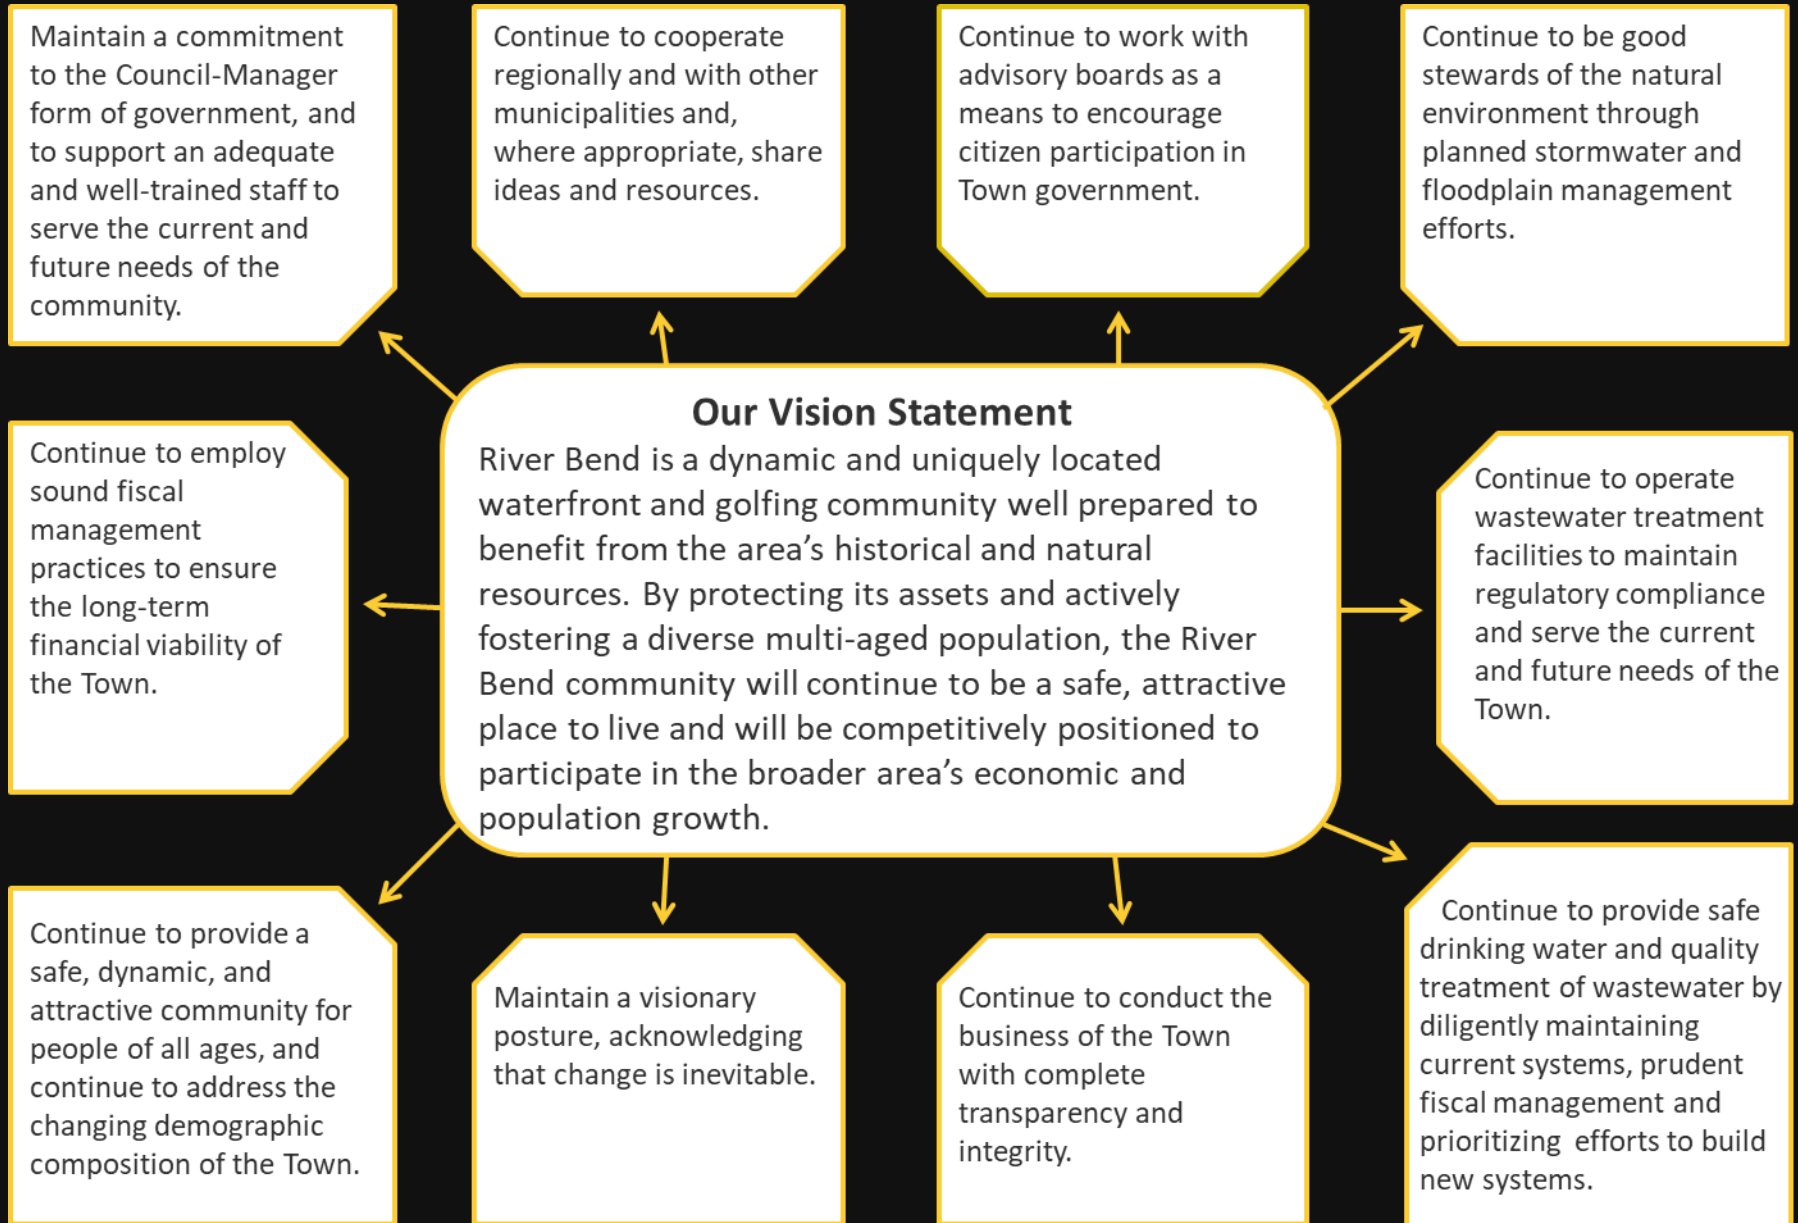 Maintain a commitment
to the Council-Manager
form of government, and
to support an adequate
and well-trained staff to
serve the current and
future needs of the
community.
Continue to cooperate
regionally and with other
municipalities and,
where appropriate, share
ideas and resources.
Continue to work with
advisory boards as a
means to encourage
citizen participation in
Town government.
Continue to be good
stewards of the natural
environment through
planned stormwater and
floodplain management
efforts.
Continue to employ
sound fiscal
management
practices to ensure
the long-term
financial viability of
the Town.
Our Vision Statement
River Bend is a dynamic and uniquely located
waterfront and golfing community well prepared to
benefit from the area’s historical and natural
resources. By protecting its assets and actively
fostering a diverse multi-aged population, the River
Bend community will continue to be a safe, attractive
place to live and will be competitively positioned to
participate in the broader area’s economic and
population growth.
Continue to operate
wastewater treatment
facilities to maintain
regulatory compliance
and serve the current
and future needs of the
Town.
Continue to provide a
safe, dynamic, and
attractive community for
people of all ages, and
continue to address the
changing demographic
composition of the Town.
Maintain a visionary
posture, acknowledging
that change is inevitable.
Continue to conduct the
business of the Town
with complete
transparency and
integrity.
Continue to provide safe
drinking water and quality
treatment of wastewater by
diligently maintaining
current systems, prudent
fiscal management and
prioritizing efforts to build
new systems.